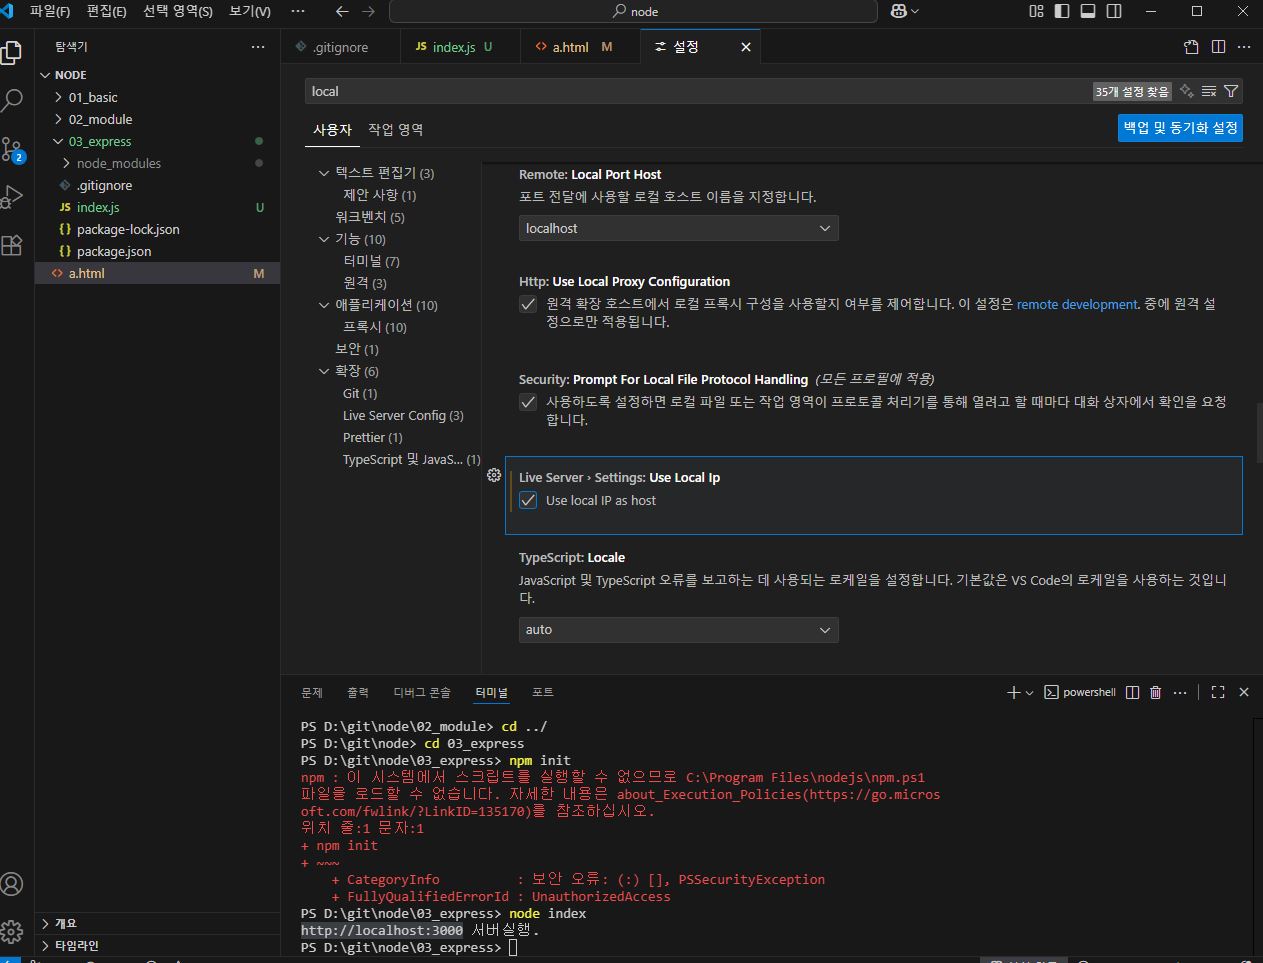 파일(F) 편집(E) 선택 영역(S) 보기(V) ··· node
탐색기
.gitignore
index.js U
a.html M
설정
NODE
01_basic
02_module
03_express
node_modules
.gitignore
index.js U
package-lock.json
package.json
a.html M
개요
타임라인
2
local
35개 설정 찾음
사용자 작업 영역
백업 및 동기화 설정
텍스트 편집기 (3)
제안 사항 (1)
워크벤치 (5)
기능 (10)
터미널 (7)
원격 (3)
애플리케이션 (10)
프록시 (10)
보안 (1)
확장 (6)
Git (1)
Live Server Config (3)
Prettier (1)
TypeScript 및 JavaS... (1)
Remote: Local Port Host
포트 전달에 사용할 로컬 호스트 이름을 지정합니다.
localhost
Http: Use Local Proxy Configuration
원격 확장 호스트에서 로컬 프록시 구성을 사용할지 여부를 제어합니다. 이 설정은 remote development. 중에 원격 설
정으로만 적용됩니다.
Security: Prompt For Local File Protocol Handling (모든 프로필에 적용)
사용하도록 설정하면 로컬 파일 또는 작업 영역이 프로토콜 처리기를 통해 열려고 할 때마다 대화 상자에서 확인을 요청
합니다.
Live Server › Settings: Use Local Ip
Use local IP as host
TypeScript: Locale
JavaScript 및 TypeScript 오류를 보고하는 데 사용되는 로케일을 설정합니다. 기본값은 VS Code의 로케일을 사용하는 것입니
다.
auto
문제 출력 디버그 콘솔 터미널 포트
powershell
PS D:\git\node\02_module> cd ../
PS D:\git\node> cd 03_express
PS D:\git\node\03_express> npm init
npm : 이 시스템에서 스크립트를 실행할 수 없으므로 C:\Program Files\nodejs\npm.ps1
파일을 로드할 수 없습니다. 자세한 내용은 about_Execution_Policies(https://go.micros
oft.com/fwlink/?LinkID=135170)를 참조하십시오.
위치 줄:1 문자:1
+ npm init
+ ~~~
+ CategoryInfo : 보안 오류: (:) [], PSSecurityException
+ FullyQualifiedErrorId : UnauthorizedAccess
PS D:\git\node\03_express> node index
http://localhost:3000 서버실행.
PS D:\git\node\03_express>